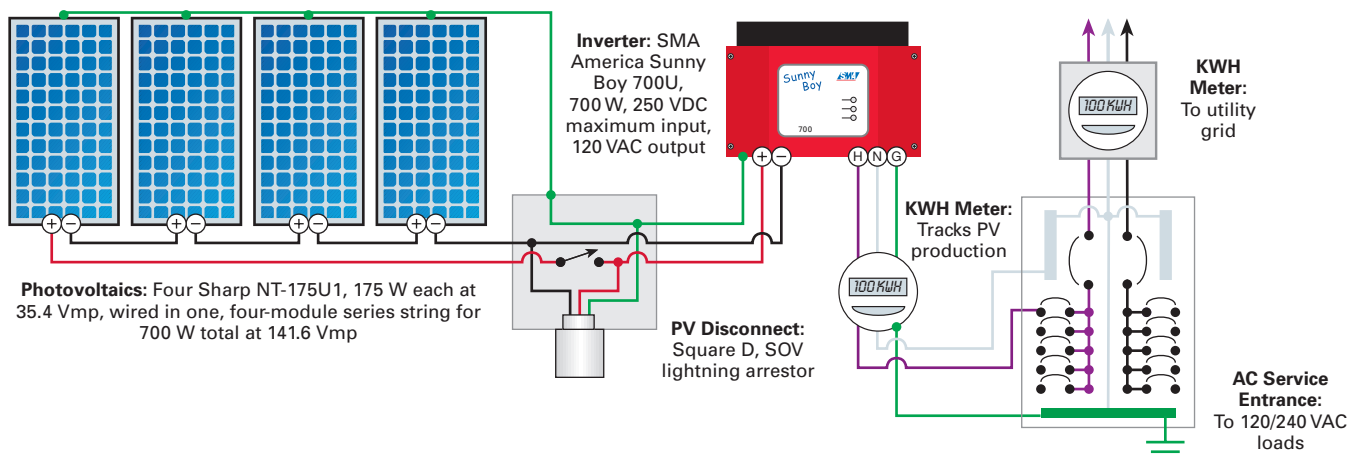 Inverter: SMA
America Sunny
Boy 700U,
700 W, 250 VDC
maximum input,
120 VAC output
Sunny
Boy
SMA
700
+ −
H N G
+ − + − + − + −
Photovoltaics: Four Sharp NT-175U1, 175 W each at
35.4 Vmp, wired in one, four-module series string for
700 W total at 141.6 Vmp
PV Disconnect:
Square D, SOV
lightning arrestor
KWH Meter:
Tracks PV
production
100 KWH
KWH
Meter:
To utility
grid
100 KWH
AC Service
Entrance:
To 120/240 VAC
loads